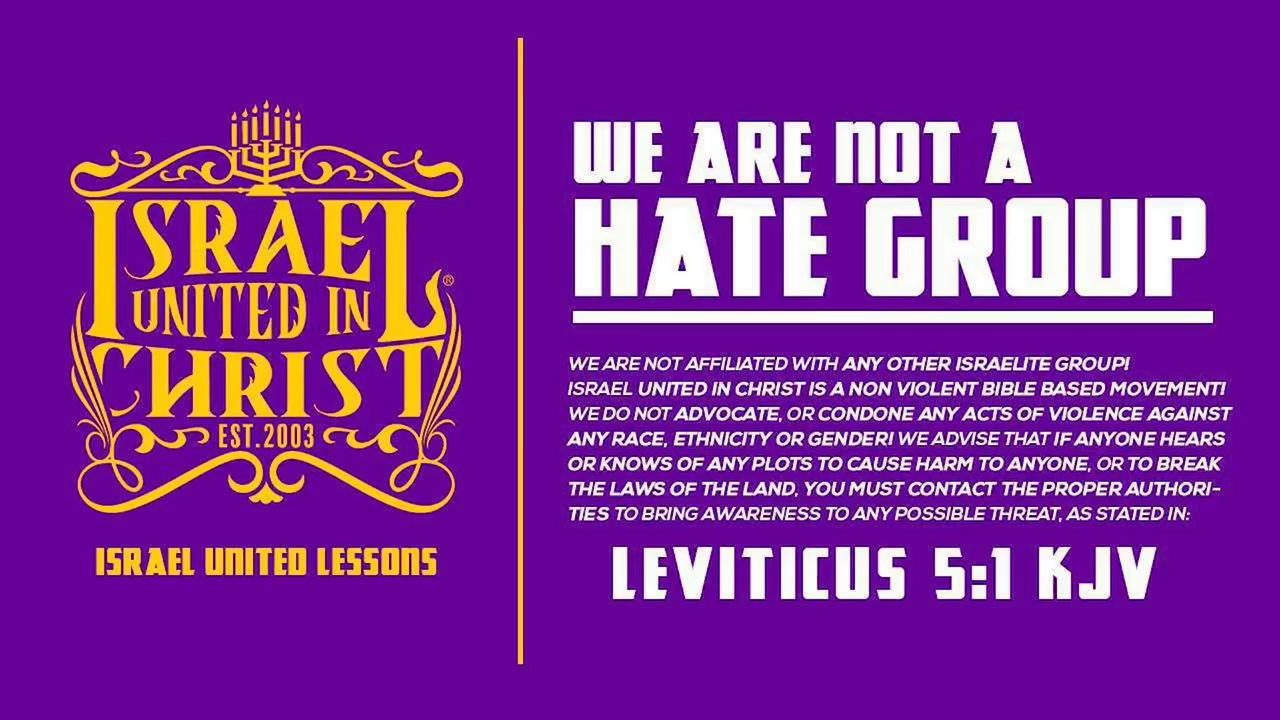 ISRAEL
UNITED IN
CHRIST
®
EST.2003
ISRAEL UNITED LESSONS
WE ARE NOT A
HATE GROUP
WE ARE NOT AFFILIATED WITH ANY OTHER ISRAELITE GROUP!
ISRAEL UNITED IN CHRIST IS A NON VIOLENT BIBLE BASED MOVEMENT!
WE DO NOT ADVOCATE, OR CONDONE ANY ACTS OF VIOLENCE AGAINST
ANY RACE, ETHNICITY OR GENDER! WE ADVISE THAT IF ANYONE HEARS
OR KNOWS OF ANY PLOTS TO CAUSE HARM TO ANYONE, OR TO BREAK
THE LAWS OF THE LAND, YOU MUST CONTACT THE PROPER AUTHORI-
TIES TO BRING AWARENESS TO ANY POSSIBLE THREAT, AS STATED IN:
LEVITICUS 5:1 KJV